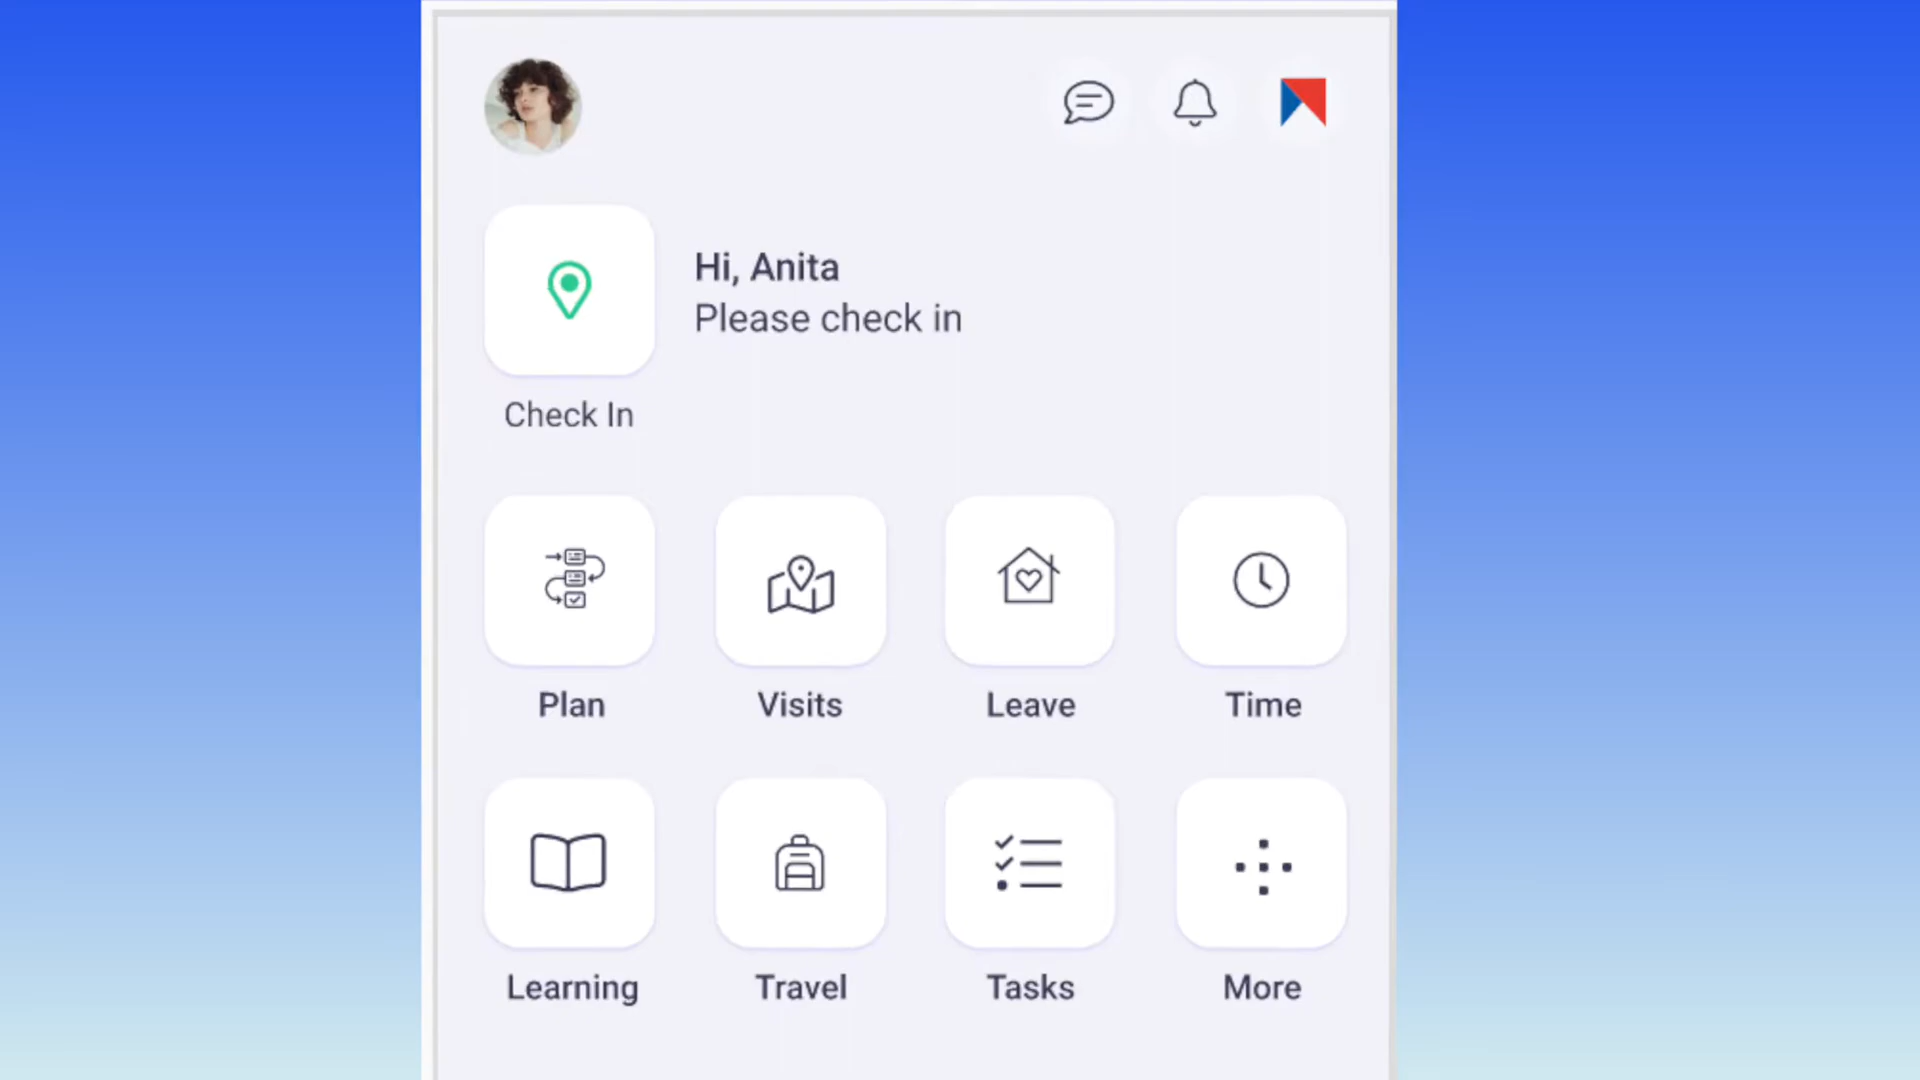 Hi, Anita
Please check in
Check In
Plan
Visits
Leave
Time
Learning
Travel
Tasks
More